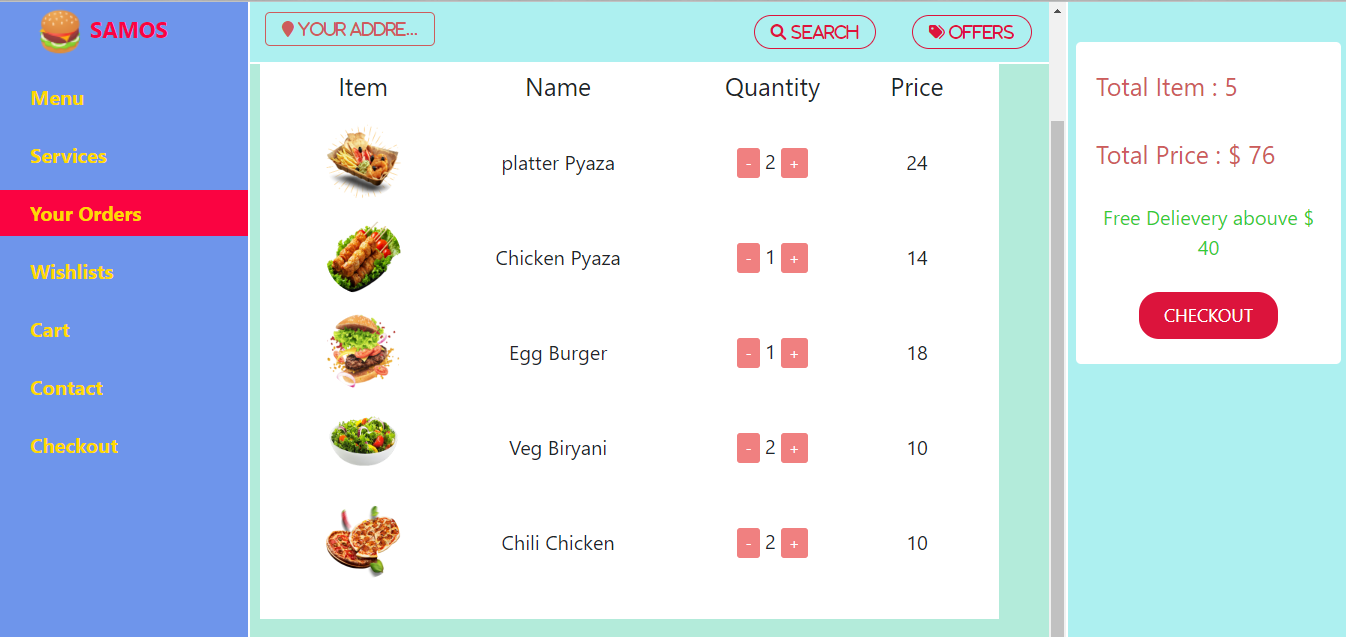 SAMOS
Menu
Services
Your Orders
Wishlists
Cart
Contact
Checkout
YOUR ADDRE...
SEARCH
OFFERS
Item Name Quantity Price
platter Pyaza - 2 + 24
Chicken Pyaza - 1 + 14
Egg Burger - 1 + 18
Veg Biryani - 2 + 10
Chili Chicken - 2 + 10
Total Item : 5
Total Price : $ 76
Free Delievery abouve $
40
CHECKOUT